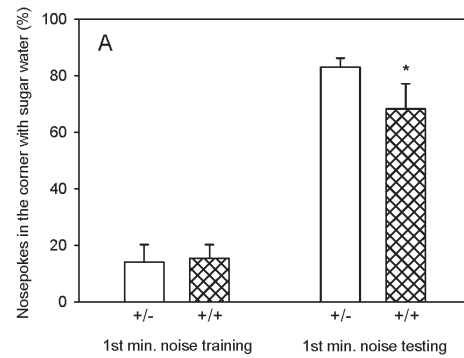 Nosepokes in the corner with sugar water (%)
100
80
60
40
20
0
A
*
+/- +/+ +/- +/+
1st min. noise training 1st min. noise testing